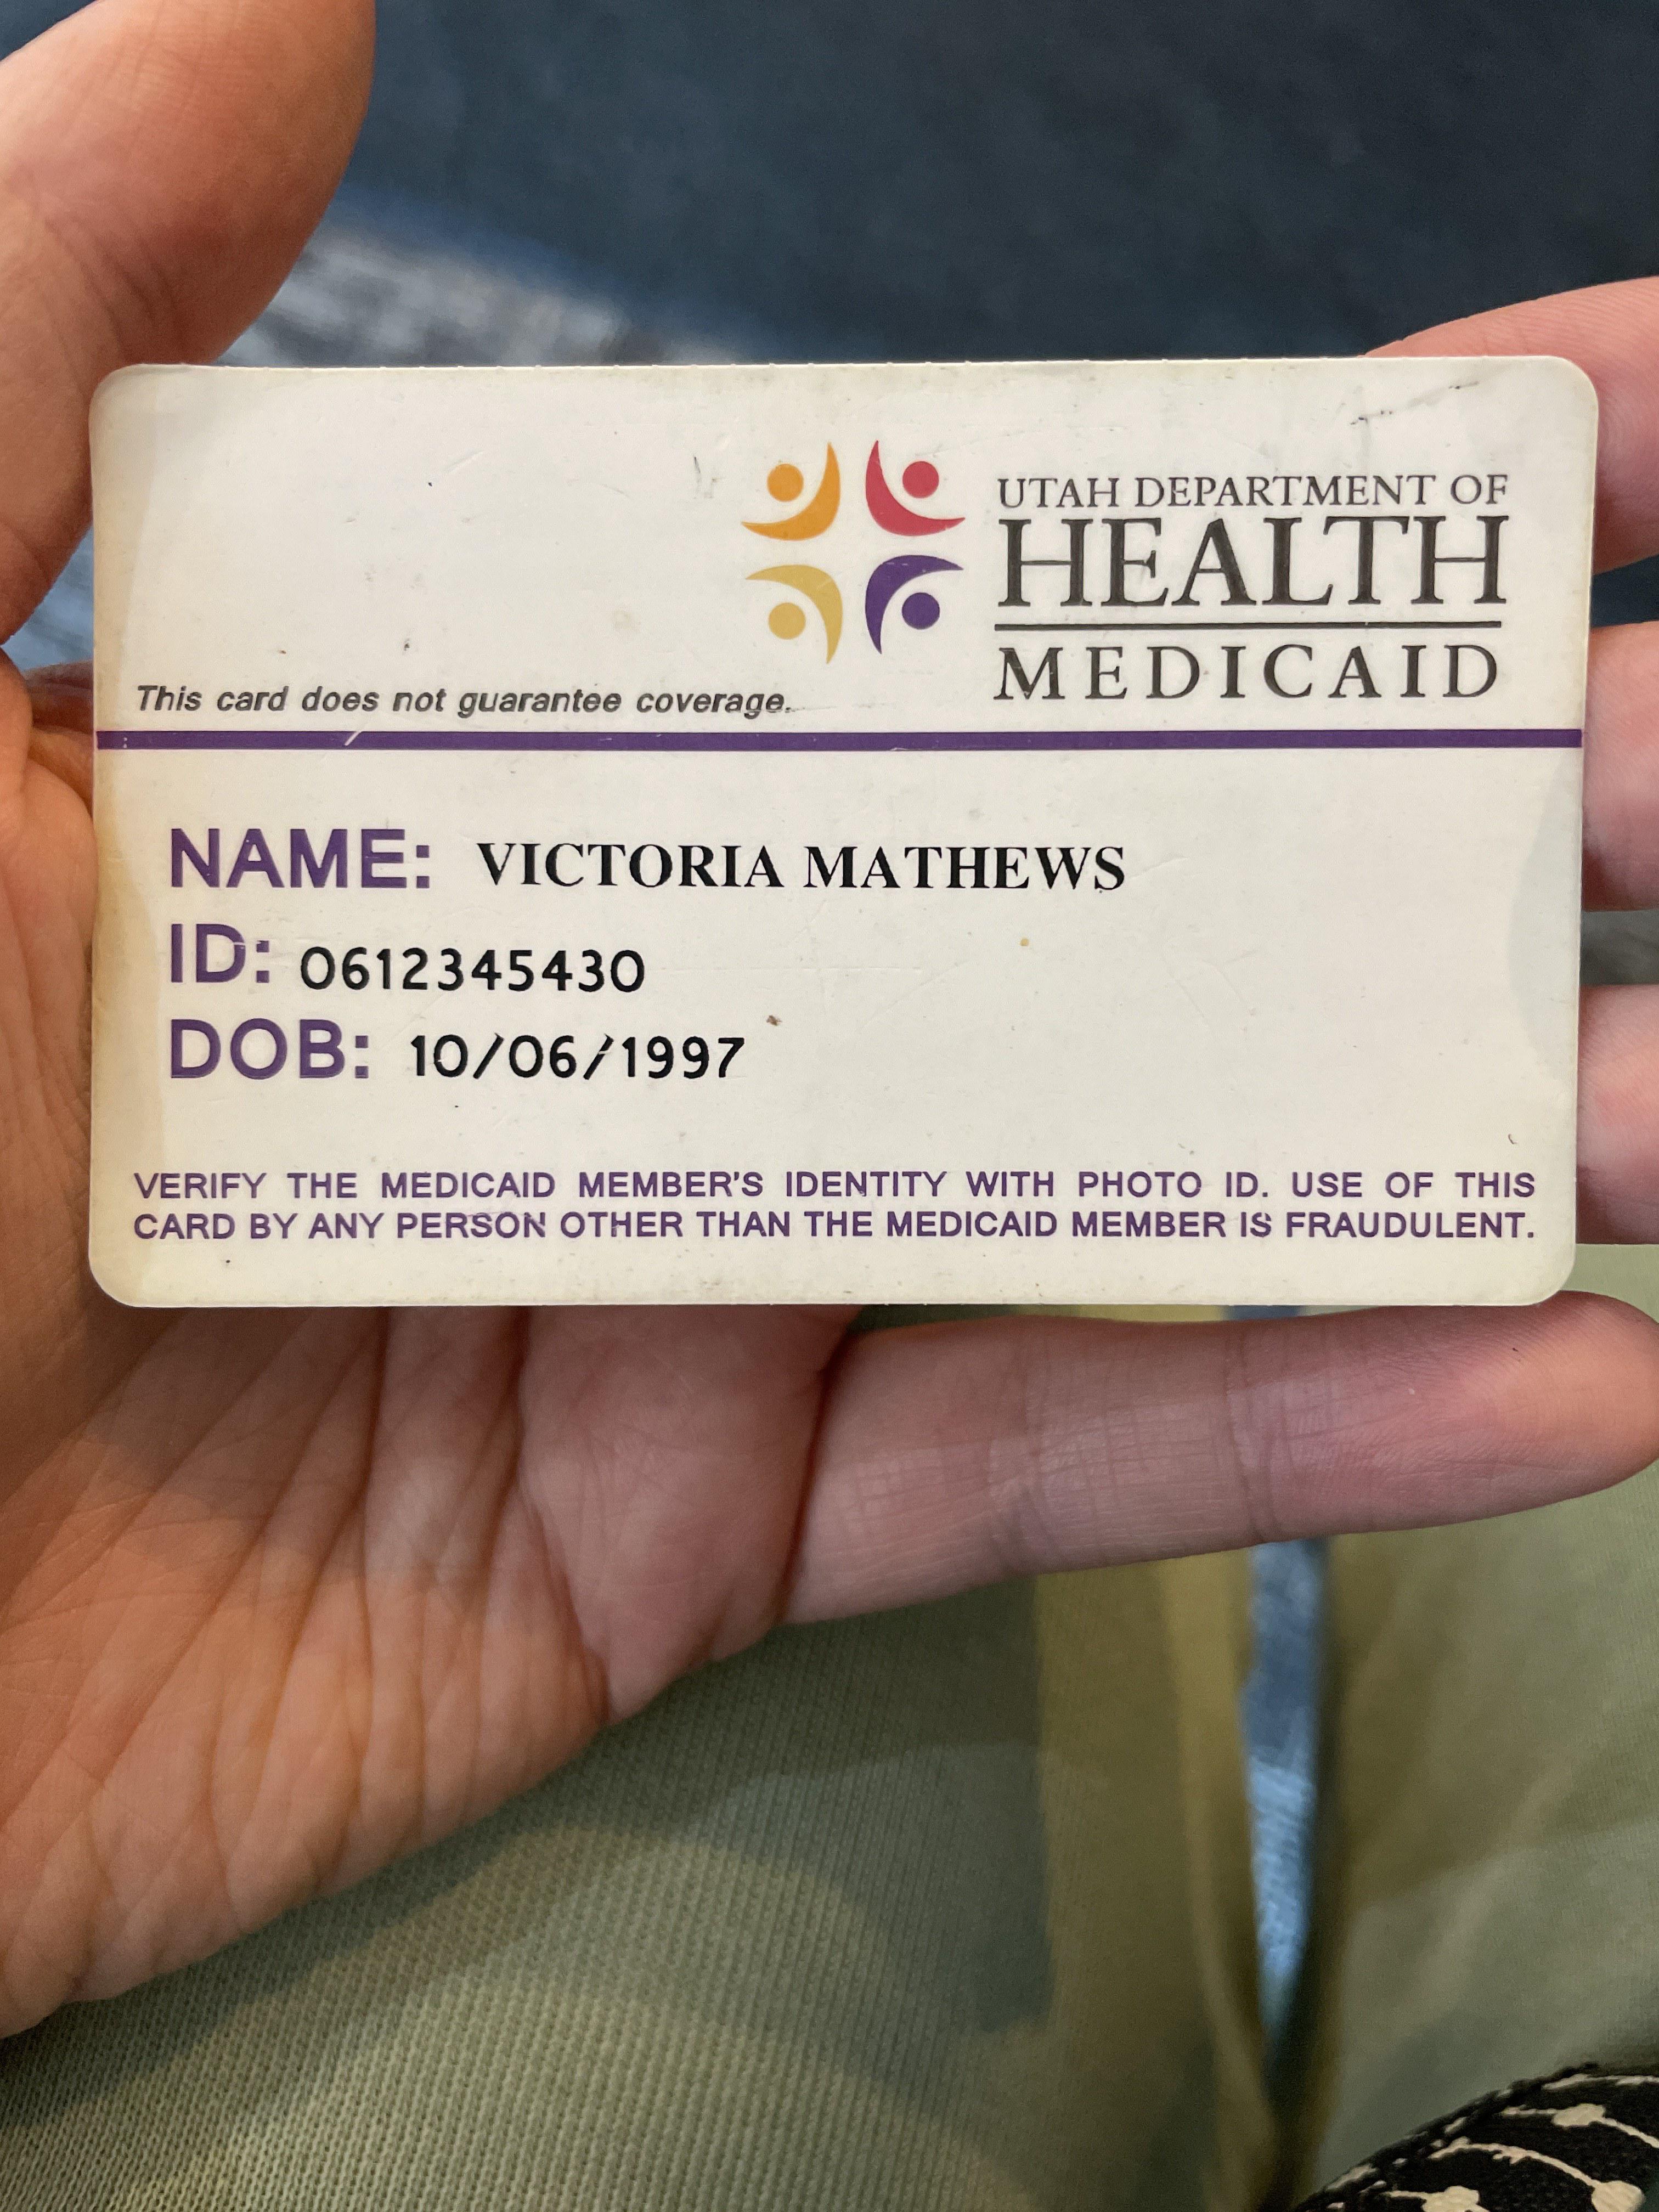 UTAH DEPARTMENT OF
HEALTH
MEDICAID
This card does not guarantee coverage.
NAME: VICTORIA MATHEWS
ID: 0612345430
DOB: 10/06/1997
VERIFY THE MEDICAID MEMBER'S IDENTITY WITH PHOTO ID. USE OF THIS
CARD BY ANY PERSON OTHER THAN THE MEDICAID MEMBER IS FRAUDULENT.